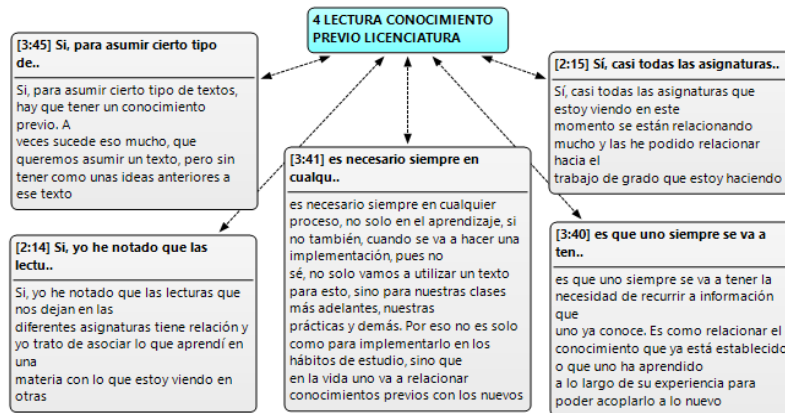 4 LECTURA CONOCIMIENTO
PREVIO LICENCIATURA
[3:45] Si, para asumir cierto tipo
de..
Si, para asumir cierto tipo de textos,
hay que tener un conocimiento
previo. A
veces sucede eso mucho, que
queremos asumir un texto, pero sin
tener como unas ideas anteriores a
ese texto
[2:15] Sí, casi todas las asignaturas..
Sí, casi todas las asignaturas que
estoy viendo en este
momento se están relacionando
mucho y las he podido relacionar
hacia el
trabajo de grado que estoy haciendo
[3:41] es necesario siempre en
cualqu..
es necesario siempre en cualquier
proceso, no solo en el aprendizaje, si
no también, cuando se va a hacer una
implementación, pues no
sé, no solo vamos a utilizar un texto
para esto, sino para nuestras clases
más adelantes, nuestras
prácticas y demás. Por eso no es solo
como para implementarlo en los
hábitos de estudio, sino que
en la vida uno va a relacionar
conocimientos previos con los nuevos
[2:14] Si, yo he notado que las
lectu..
Si, yo he notado que las lecturas que
nos dejan en las
diferentes asignaturas tiene relación y
yo trato de asociar lo que aprendí en
una
materia con lo que estoy viendo en
otras
[3:40] es que uno siempre se va a
ten..
es que uno siempre se va a tener la
necesidad de recurrir a información
que
uno ya conoce. Es como relacionar el
conocimiento que ya está establecido
o que uno ha aprendido
a lo largo de su experiencia para
poder acoplarlo a lo nuevo